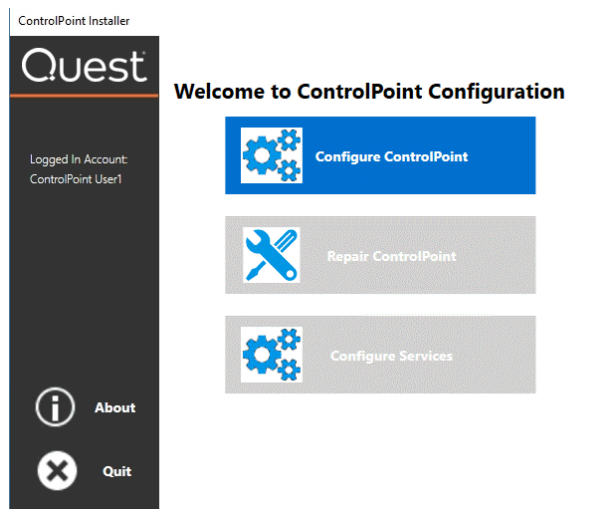 ControlPoint Installer
Quest
Welcome to ControlPoint Configuration
Logged In Account:
ControlPoint User1
Configure ControlPoint
Repair ControlPoint
Configure Services
About
Quit